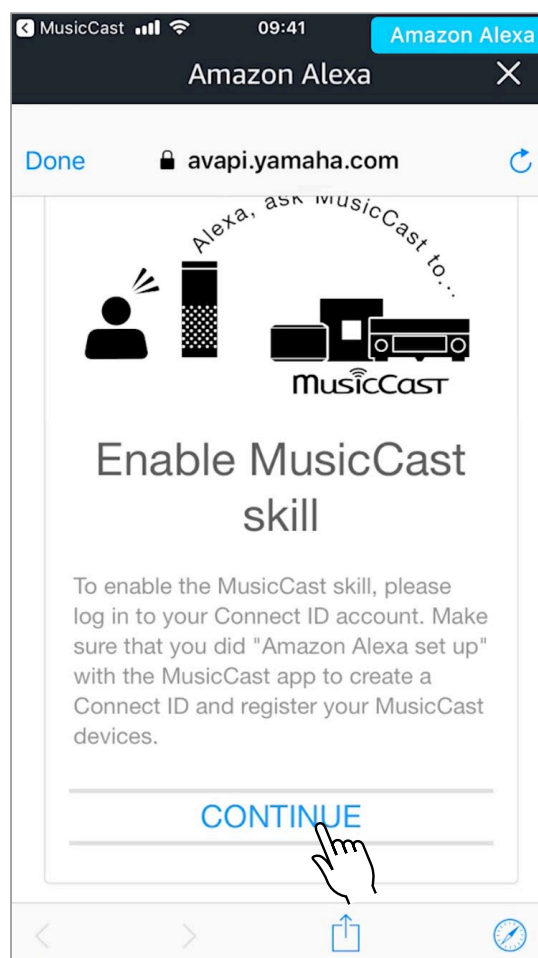 MusicCast 09:41 Amazon Alexa
Amazon Alexa
Done avapi.yamaha.com
Alexa, ask MusicCast to...
MusicCast
Enable MusicCast
skill
To enable the MusicCast skill, please
log in to your Connect ID account. Make
sure that you did "Amazon Alexa set up"
with the MusicCast app to create a
Connect ID and register your MusicCast
devices.
CONTINUE